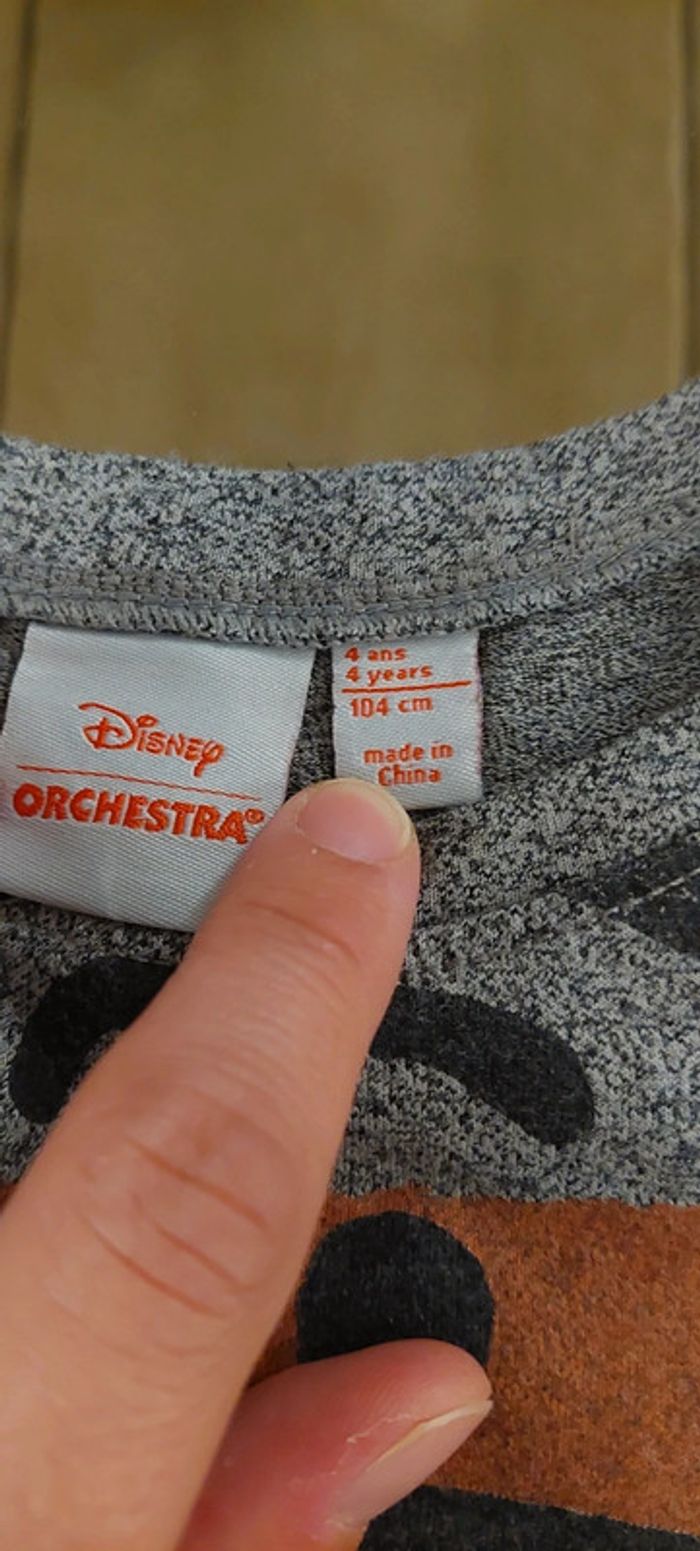 Disney
ORCHESTRA®
4 ans
4 years
104 cm
made in
China